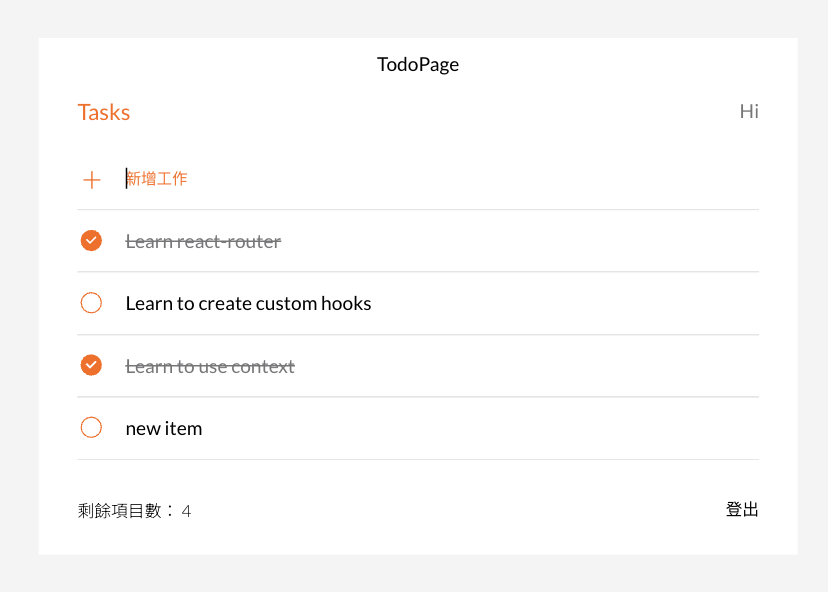 TodoPage
Tasks
Hi
新增工作
Learn react-router
Learn to create custom hooks
Learn to use context
new item
剩餘項目數： 4
登出